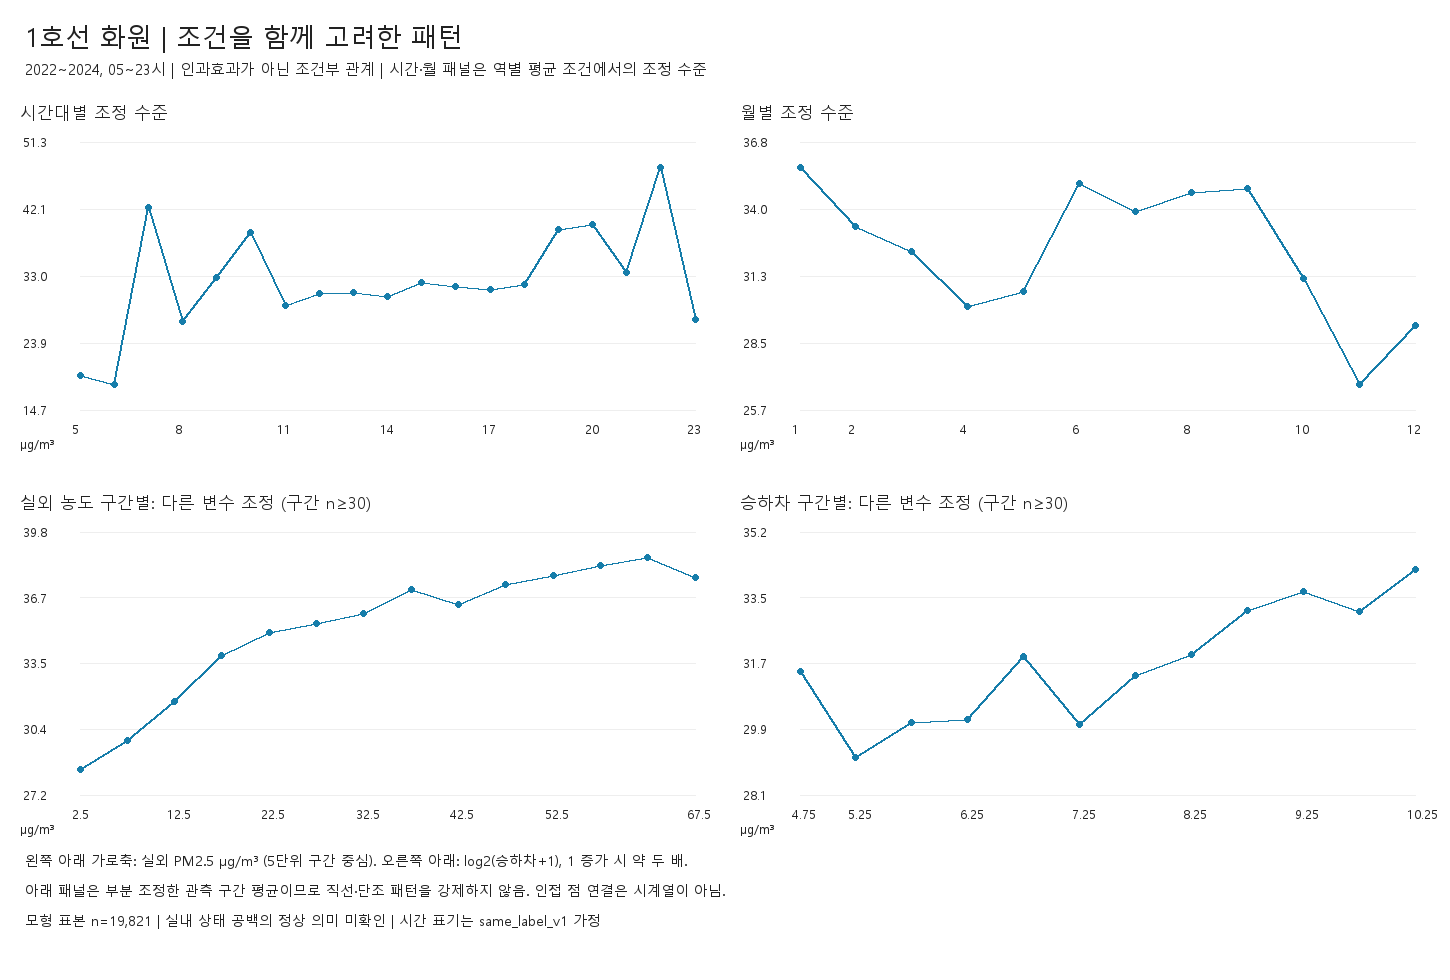 1호선 화원 | 조건을 함께 고려한 패턴
2022~2024, 05~23시 | 인과효과가 아닌 조건부 관계 | 시간·월 패널은 역별 평균 조건에서의 조정 수준
시간대별 조정 수준
51.3
42.1
33.0
23.9
14.7
5 8 11 14 17 20 23
µg/m³
월별 조정 수준
36.8
34.0
31.3
28.5
25.7
1 2 4 6 8 10 12
µg/m³
실외 농도 구간별: 다른 변수 조정 (구간 n≥30)
39.8
36.7
33.5
30.4
27.2
2.5 12.5 22.5 32.5 42.5 52.5 67.5
µg/m³
승하차 구간별: 다른 변수 조정 (구간 n≥30)
35.2
33.5
31.7
29.9
28.1
4.75 5.25 6.25 7.25 8.25 9.25 10.25
µg/m³
왼쪽 아래 가로축: 실외 PM2.5 µg/m³ (5단위 구간 중심). 오른쪽 아래: log2(승하차+1), 1 증가 시 약 두 배.
아래 패널은 부분 조정한 관측 구간 평균이므로 직선·단조 패턴을 강제하지 않음. 인접 점 연결은 시계열이 아님.
모형 표본 n=19,821 | 실내 상태 공백의 정상 의미 미확인 | 시간 표기는 same_label_v1 가정